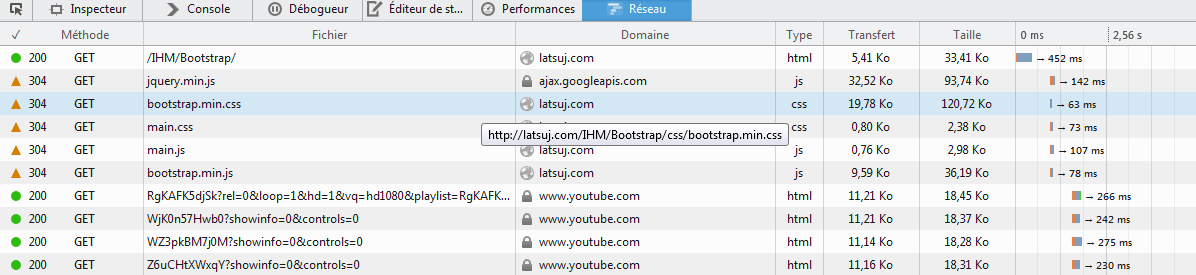 Inspecteur Console Débogueur Éditeur de st... Performances Réseau
✓ Méthode Fichier Domaine Type Transfert Taille 0 ms 2,56 s
200 GET /IHM/Bootstrap/ latsuj.com html 5,41 Ko 33,41 Ko → 452 ms
304 GET jquery.min.js ajax.googleapis.com js 32,52 Ko 93,74 Ko → 142 ms
304 GET bootstrap.min.css latsuj.com css 19,78 Ko 120,72 Ko → 63 ms
304 GET main.css css 0,80 Ko 2,38 Ko → 73 ms
http://latsuj.com/IHM/Bootstrap/css/bootstrap.min.css
304 GET main.js latsuj.com js 0,76 Ko 2,98 Ko → 107 ms
304 GET bootstrap.min.js latsuj.com js 9,59 Ko 36,19 Ko → 78 ms
200 GET RgKAFK5djSk?rel=0&loop=1&hd=1&vq=hd1080&playlist=RgKAFK... www.youtube.com html 11,21 Ko 18,45 Ko → 266 ms
200 GET WjK0n57Hwb0?showinfo=0&controls=0 www.youtube.com html 11,21 Ko 18,37 Ko → 242 ms
200 GET WZ3pkBM7j0M?showinfo=0&controls=0 www.youtube.com html 11,14 Ko 18,28 Ko → 275 ms
200 GET Z6uCHtXWxqY?showinfo=0&controls=0 www.youtube.com html 11,16 Ko 18,31 Ko → 230 ms